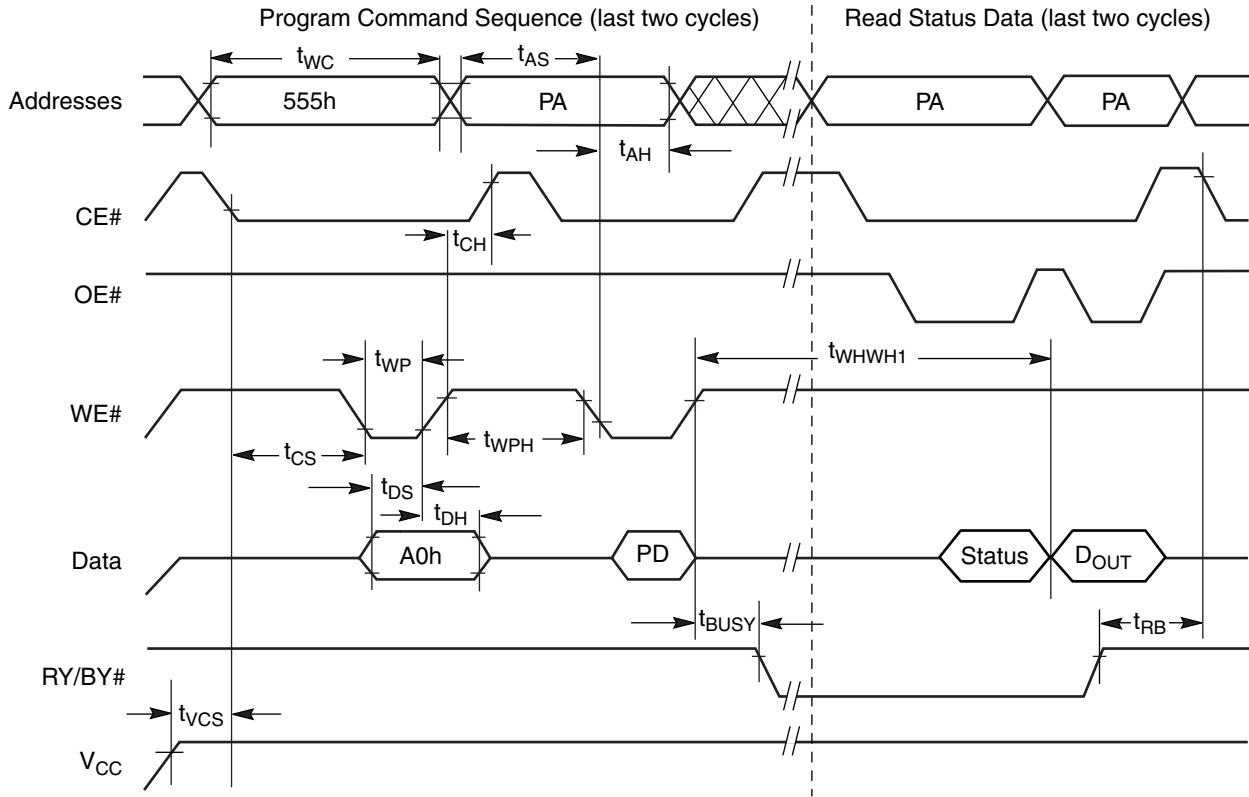 Program Command Sequence (last two cycles)
Read Status Data (last two cycles)
tWC
tAS
Addresses
555h
PA
PA
PA
tAH
CE#
tCH
OE#
tWP
tWHWH1
WE#
tCS
tWPH
tDS
tDH
Data
A0h
PD
Status
DOUT
tBUSY
tRB
RY/BY#
tVCS
VCC